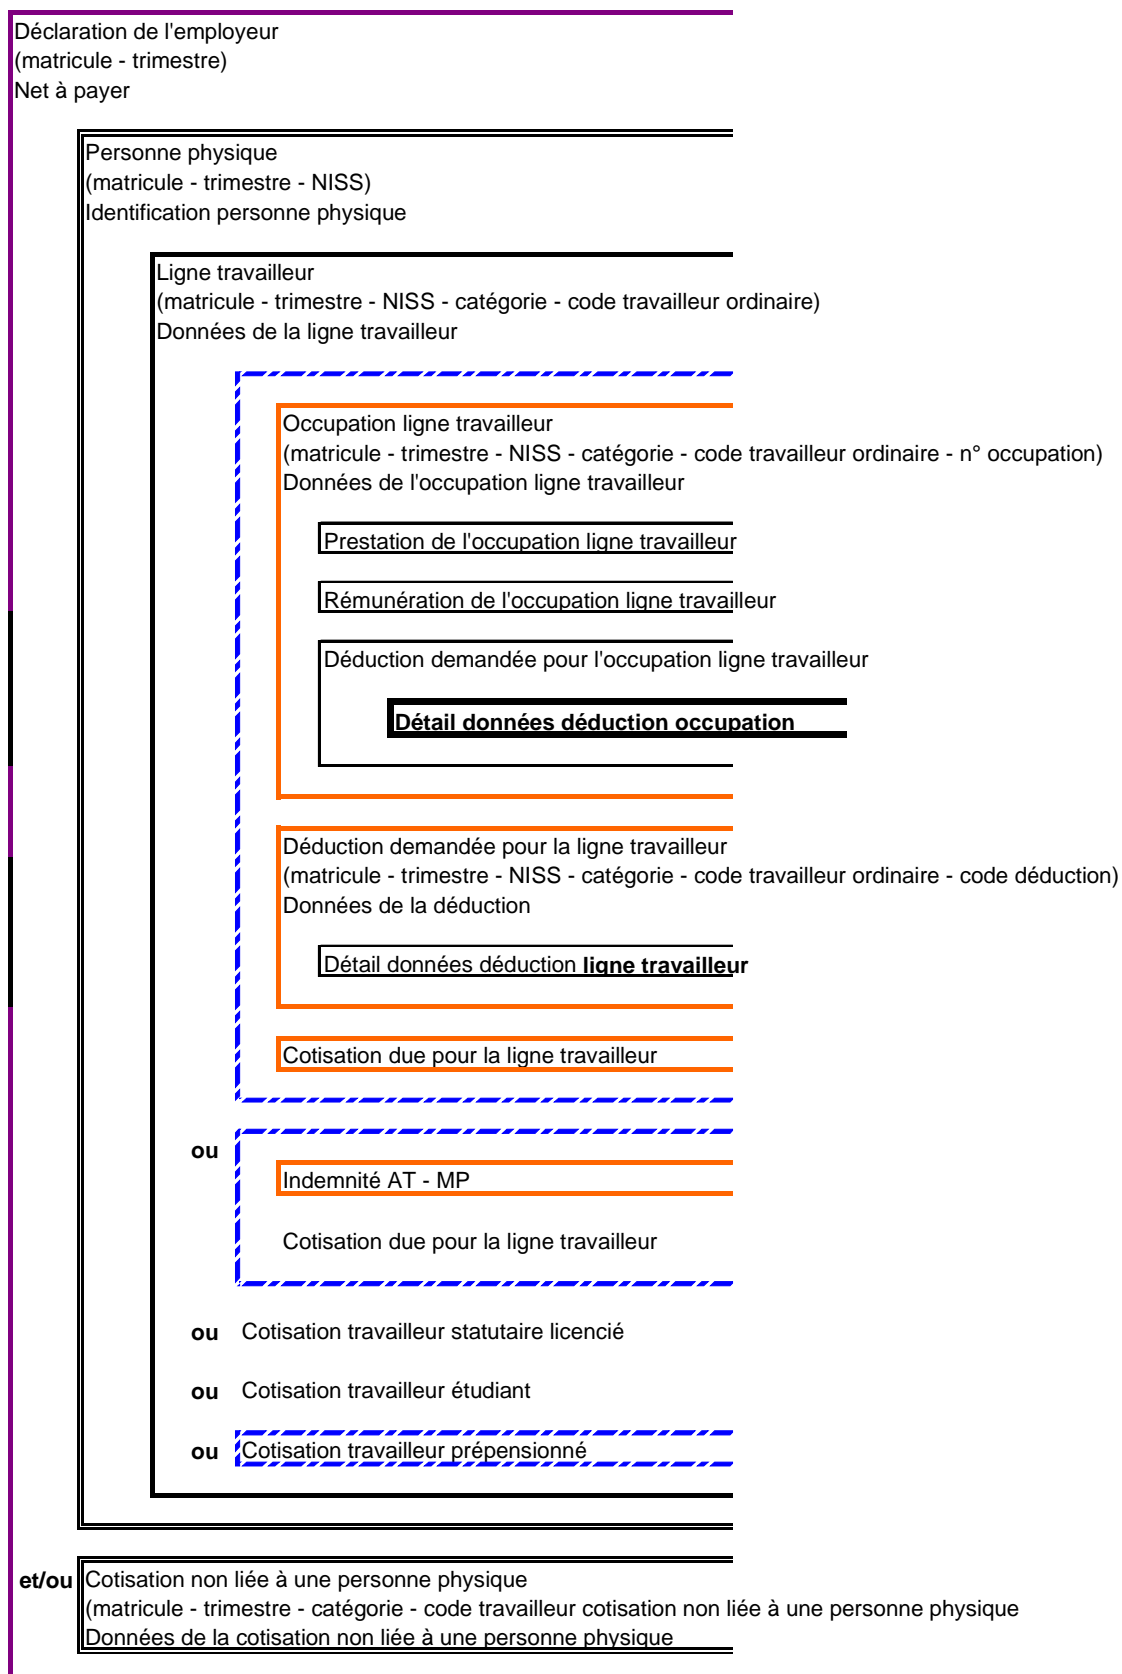 Déclaration de l'employeur
(matricule - trimestre)
Net à payer
Personne physique
(matricule - trimestre - NISS)
Identification personne physique
Ligne travailleur
(matricule - trimestre - NISS - catégorie - code travailleur ordinaire)
Données de la ligne travailleur
Occupation ligne travailleur
(matricule - trimestre - NISS - catégorie - code travailleur ordinaire - n° occupation)
Données de l'occupation ligne travailleur
Prestation de l'occupation ligne travailleur
Rémunération de l'occupation ligne travailleur
Déduction demandée pour l'occupation ligne travailleur
Détail données déduction occupation
Déduction demandée pour la ligne travailleur
(matricule - trimestre - NISS - catégorie - code travailleur ordinaire - code déduction)
Données de la déduction
Détail données déduction ligne travailleur
Cotisation due pour la ligne travailleur
ou
Indemnité AT - MP
Cotisation due pour la ligne travailleur
ou Cotisation travailleur statutaire licencié
ou Cotisation travailleur étudiant
ou Cotisation travailleur prépensionné
et/ou Cotisation non liée à une personne physique
(matricule - trimestre - catégorie - code travailleur cotisation non liée à une personne physique
Données de la cotisation non liée à une personne physique